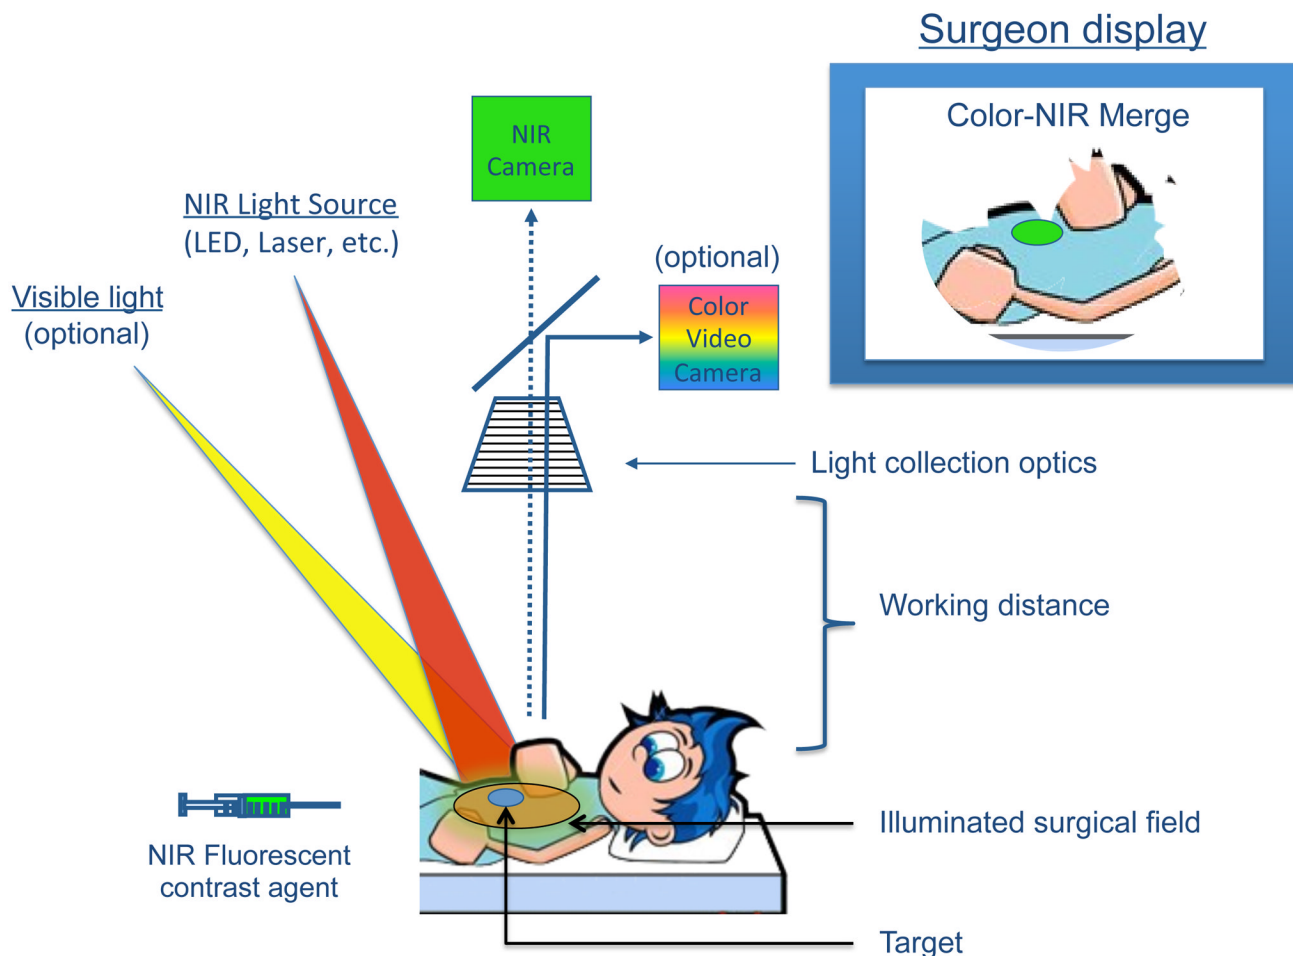 Surgeon display
Color-NIR Merge
NIR
Camera
NIR Light Source
(LED, Laser, etc.)
(optional)
Color
Video
Camera
Visible light
(optional)
Light collection optics
Working distance
Illuminated surgical field
NIR Fluorescent
contrast agent
Target